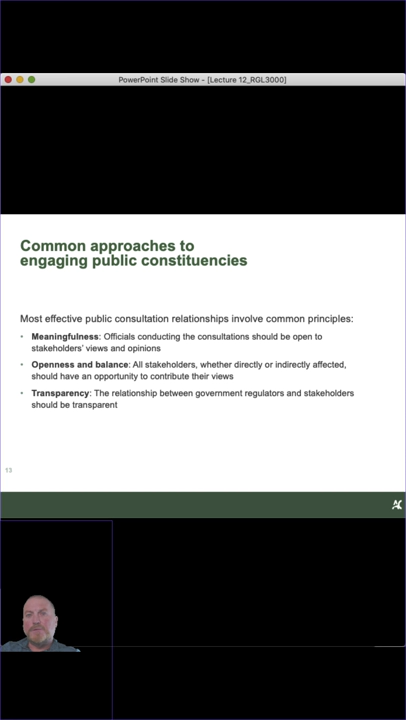 PowerPoint Slide Show - [Lecture 12_RGL3000]
Common approaches to
engaging public constituencies
Most effective public consultation relationships involve common principles:
• Meaningfulness: Officials conducting the consultations should be open to
stakeholders' views and opinions
• Openness and balance: All stakeholders, whether directly or indirectly affected,
should have an opportunity to contribute their views
• Transparency: The relationship between government regulators and stakeholders
should be transparent
13
AC